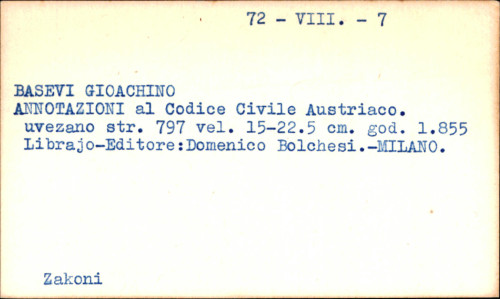 72 - VIII. - 7
BASEVI GIOACHINO
ANNOTAZIONI al Codice Civile Austriaco.
uvezano str. 797 vel. 15-22.5 cm. god. 1.855
Librajo-Editore:Domenico Bolchesi.-MILANO.
Zakoni